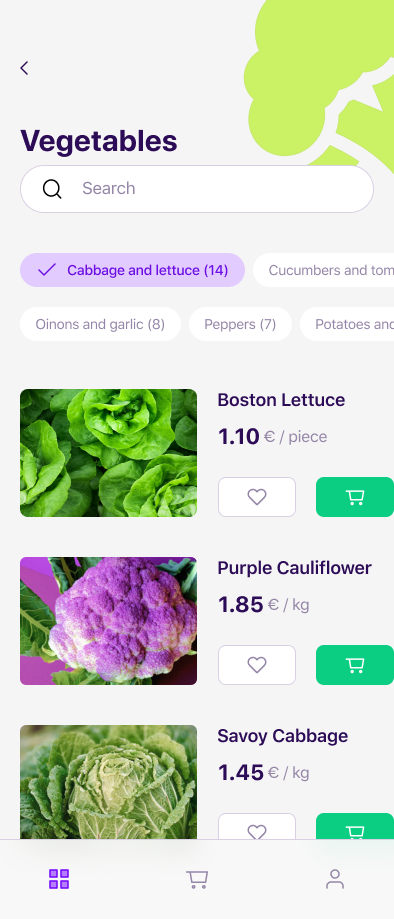 Vegetables
Search
Cabbage and lettuce (14)
Cucumbers and tom
Oinons and garlic (8)
Peppers (7)
Potatoes and
Boston Lettuce
1.10 € / piece
Purple Cauliflower
1.85 € / kg
Savoy Cabbage
1.45 € / kg